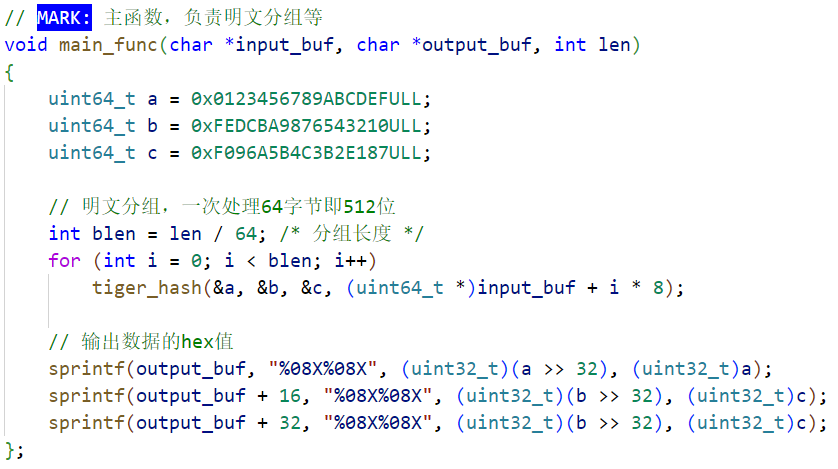 // MARK: 主函数，负责明文分组等
void main_func(char *input_buf, char *output_buf, int len)
{
    uint64_t a = 0x0123456789ABCDEFULL;
    uint64_t b = 0xFEDCBA9876543210ULL;
    uint64_t c = 0xF096A5B4C3B2E187ULL;

    // 明文分组，一次处理64字节即512位
    int blen = len / 64; /* 分组长度 */
    for (int i = 0; i < blen; i++)
        tiger_hash(&a, &b, &c, (uint64_t *)input_buf + i * 8);

    // 输出数据的hex值
    sprintf(output_buf, "%08X%08X", (uint32_t)(a >> 32), (uint32_t)a);
    sprintf(output_buf + 16, "%08X%08X", (uint32_t)(b >> 32), (uint32_t)c);
    sprintf(output_buf + 32, "%08X%08X", (uint32_t)(b >> 32), (uint32_t)c);
};